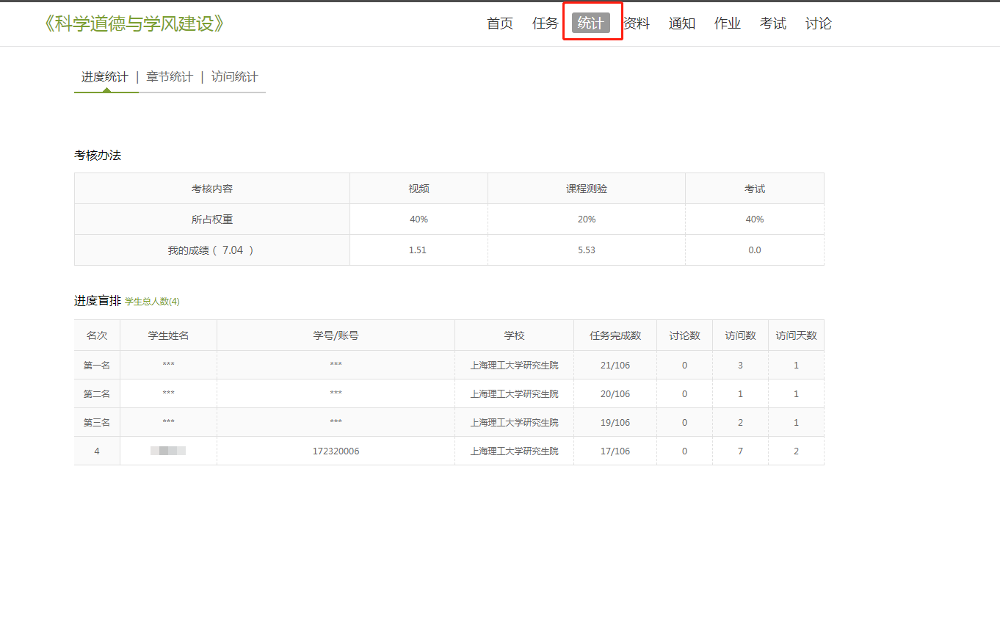 《科学道德与学风建设》 首页 任务 统计 资料 通知 作业 考试 讨论
进度统计 | 章节统计 | 访问统计
考核办法
考核内容 视频 课程测验 考试
所占权重 40% 20% 40%
我的成绩（ 7.04 ） 1.51 5.53 0.0
进度盲排 学生总人数(4)
名次 学生姓名 学号/账号 学校 任务完成数 讨论数 访问数 访问天数
第一名 *** *** 上海理工大学研究生院 21/106 0 3 1
第二名 *** *** 上海理工大学研究生院 20/106 0 1 1
第三名 *** *** 上海理工大学研究生院 19/106 0 2 1
4 172320006 上海理工大学研究生院 17/106 0 7 2